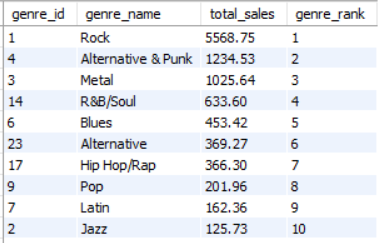 genre_id genre_name total_sales genre_rank
1 Rock 5568.75 1
4 Alternative & Punk 1234.53 2
3 Metal 1025.64 3
14 R&B/Soul 633.60 4
6 Blues 453.42 5
23 Alternative 369.27 6
17 Hip Hop/Rap 366.30 7
9 Pop 201.96 8
7 Latin 162.36 9
2 Jazz 125.73 10